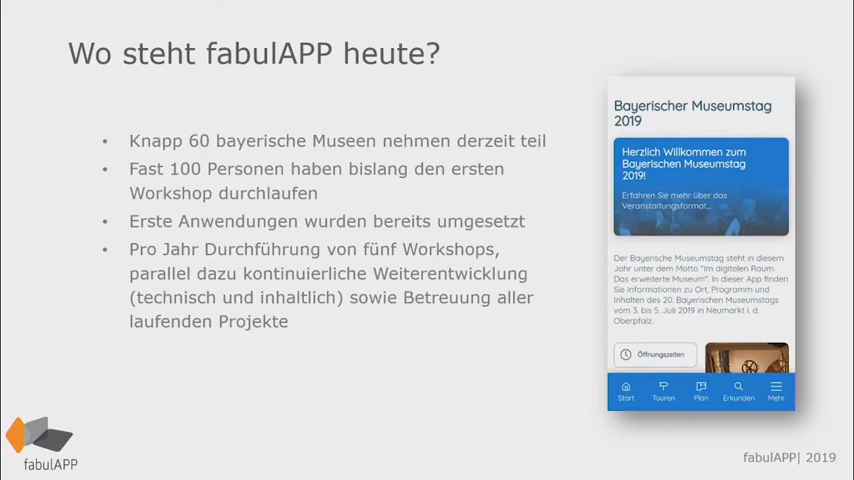 Wo steht fabulAPP heute?
• Knapp 60 bayerische Museen nehmen derzeit teil
• Fast 100 Personen haben bislang den ersten
Workshop durchlaufen
• Erste Anwendungen wurden bereits umgesetzt
• Pro Jahr Durchführung von fünf Workshops,
parallel dazu kontinuierliche Weiterentwicklung
(technisch und inhaltlich) sowie Betreuung aller
laufenden Projekte
Bayerischer Museumstag
2019
Herzlich Willkommen zum
Bayerischen Museumstag
2019!
Erfahren Sie mehr über das
Veranstaltungsformat...
Der Bayerische Museumstag steht in diesem
Jahr unter dem Motto "Im digitalen Raum.
Das erweiterte Museum". In dieser App finden
Sie Informationen zu Ort, Programm und
Inhalten des 20. Bayerischen Museumstags
vom 3. bis 5. Juli 2019 in Neumarkt i. d.
Oberpfalz.
Öffnungszeiten
Start Touren Plan Erkunden Mehr
fabulAPP
fabulAPP| 2019